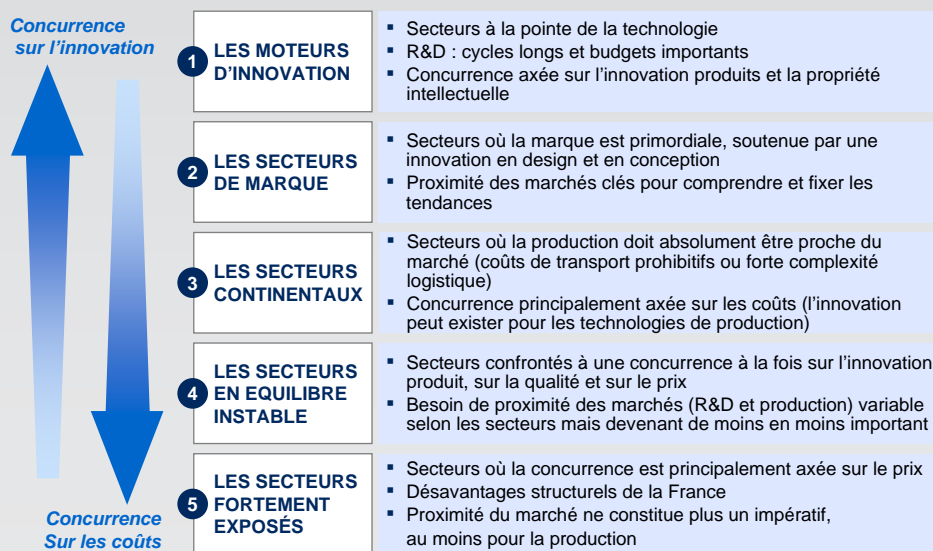 Concurrence
sur l’innovation
1
LES MOTEURS
D’INNOVATION
▪ Secteurs à la pointe de la technologie
▪ R&D : cycles longs et budgets importants
▪ Concurrence axée sur l’innovation produits et la propriété
intellectuelle
2
LES SECTEURS
DE MARQUE
▪ Secteurs où la marque est primordiale, soutenue par une
innovation en design et en conception
▪ Proximité des marchés clés pour comprendre et fixer les
tendances
3
LES SECTEURS
CONTINENTAUX
▪ Secteurs où la production doit absolument être proche du
marché (coûts de transport prohibitifs ou forte complexité
logistique)
▪ Concurrence principalement axée sur les coûts (l’innovation
peut exister pour les technologies de production)
4
LES SECTEURS
EN EQUILIBRE
INSTABLE
▪ Secteurs confrontés à une concurrence à la fois sur l’innovation
produit, sur la qualité et sur le prix
▪ Besoin de proximité des marchés (R&D et production) variable
selon les secteurs mais devenant de moins en moins important
5
LES SECTEURS
FORTEMENT
EXPOSÉS
▪ Secteurs où la concurrence est principalement axée sur le prix
▪ Désavantages structurels de la France
▪ Proximité du marché ne constitue plus un impératif,
au moins pour la production
Concurrence
Sur les coûts